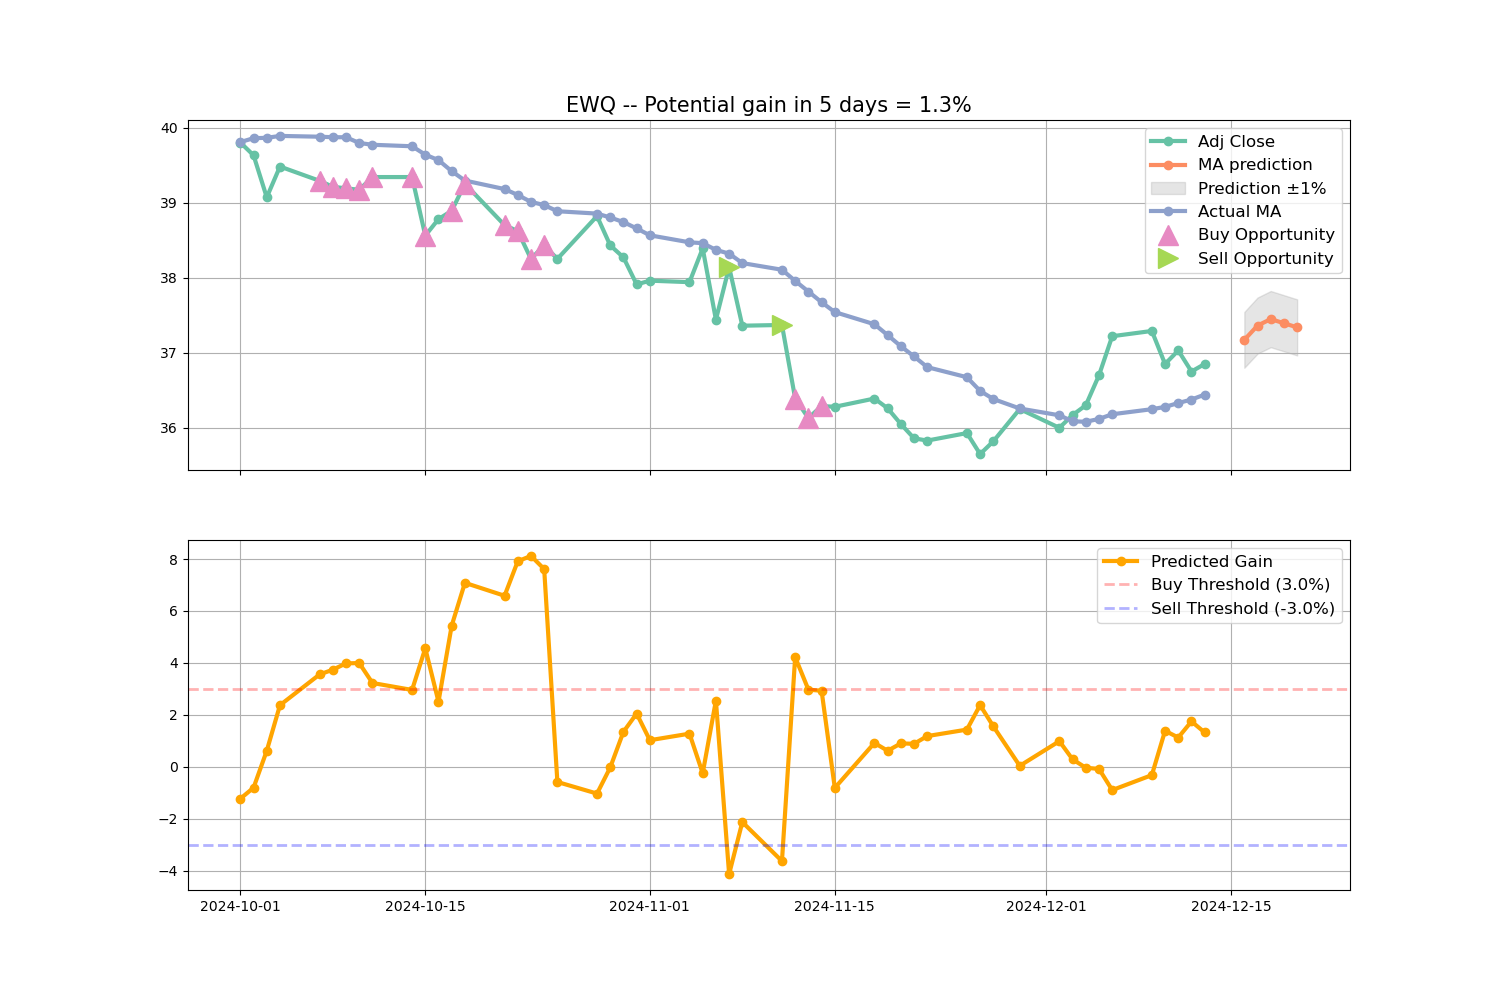 EWQ -- Potential gain in 5 days = 1.3%
40
39
38
37
36
Adj Close
MA prediction
Prediction ±1%
Actual MA
Buy Opportunity
Sell Opportunity
8
6
4
2
0
−2
−4
Predicted Gain
Buy Threshold (3.0%)
Sell Threshold (-3.0%)
2024-10-01
2024-10-15
2024-11-01
2024-11-15
2024-12-01
2024-12-15